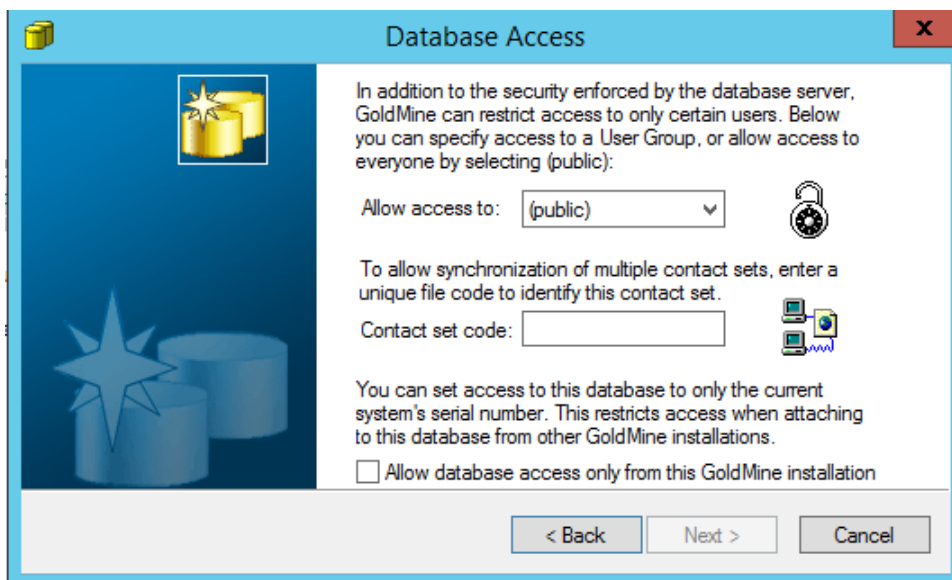 Database Access
x
In addition to the security enforced by the database server,
GoldMine can restrict access to only certain users. Below
you can specify access to a User Group, or allow access to
everyone by selecting (public):
Allow access to: (public)
To allow synchronization of multiple contact sets, enter a
unique file code to identify this contact set.
Contact set code:
You can set access to this database to only the current
system's serial number. This restricts access when attaching
to this database from other GoldMine installations.
Allow database access only from this GoldMine installation
< Back Next > Cancel